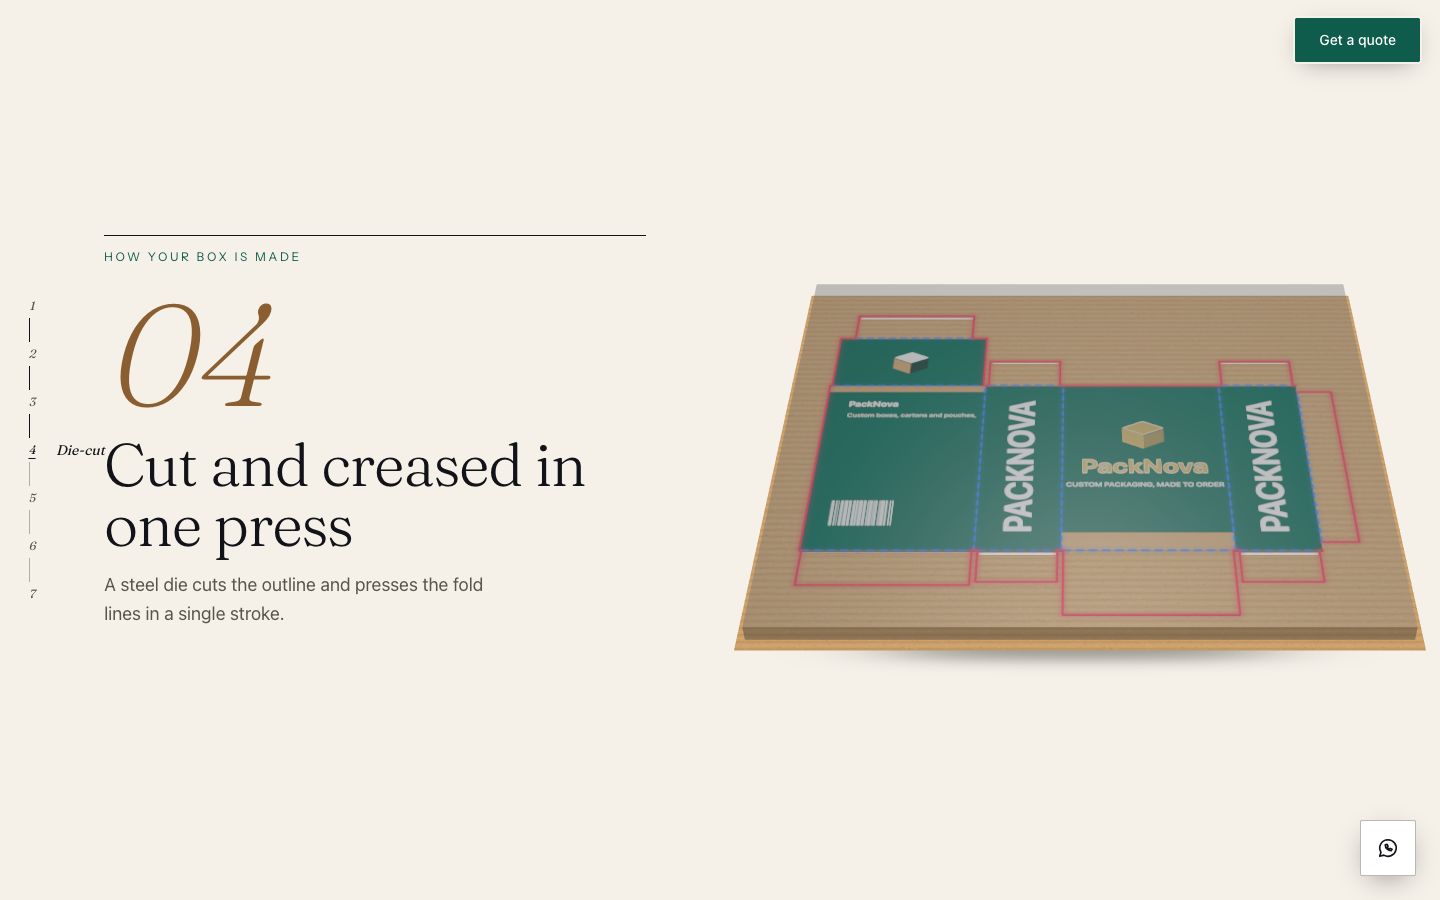 Get a quote
HOW YOUR BOX IS MADE
04
Cut and creased in
one press
A steel die cuts the outline and presses the fold
lines in a single stroke.
1
2
3
4 Die-cut
5
6
7
PackNova
Custom boxes, cartons and pouches,
PACKNOVA
PackNova
CUSTOM PACKAGING, MADE TO ORDER
PACKNOVA